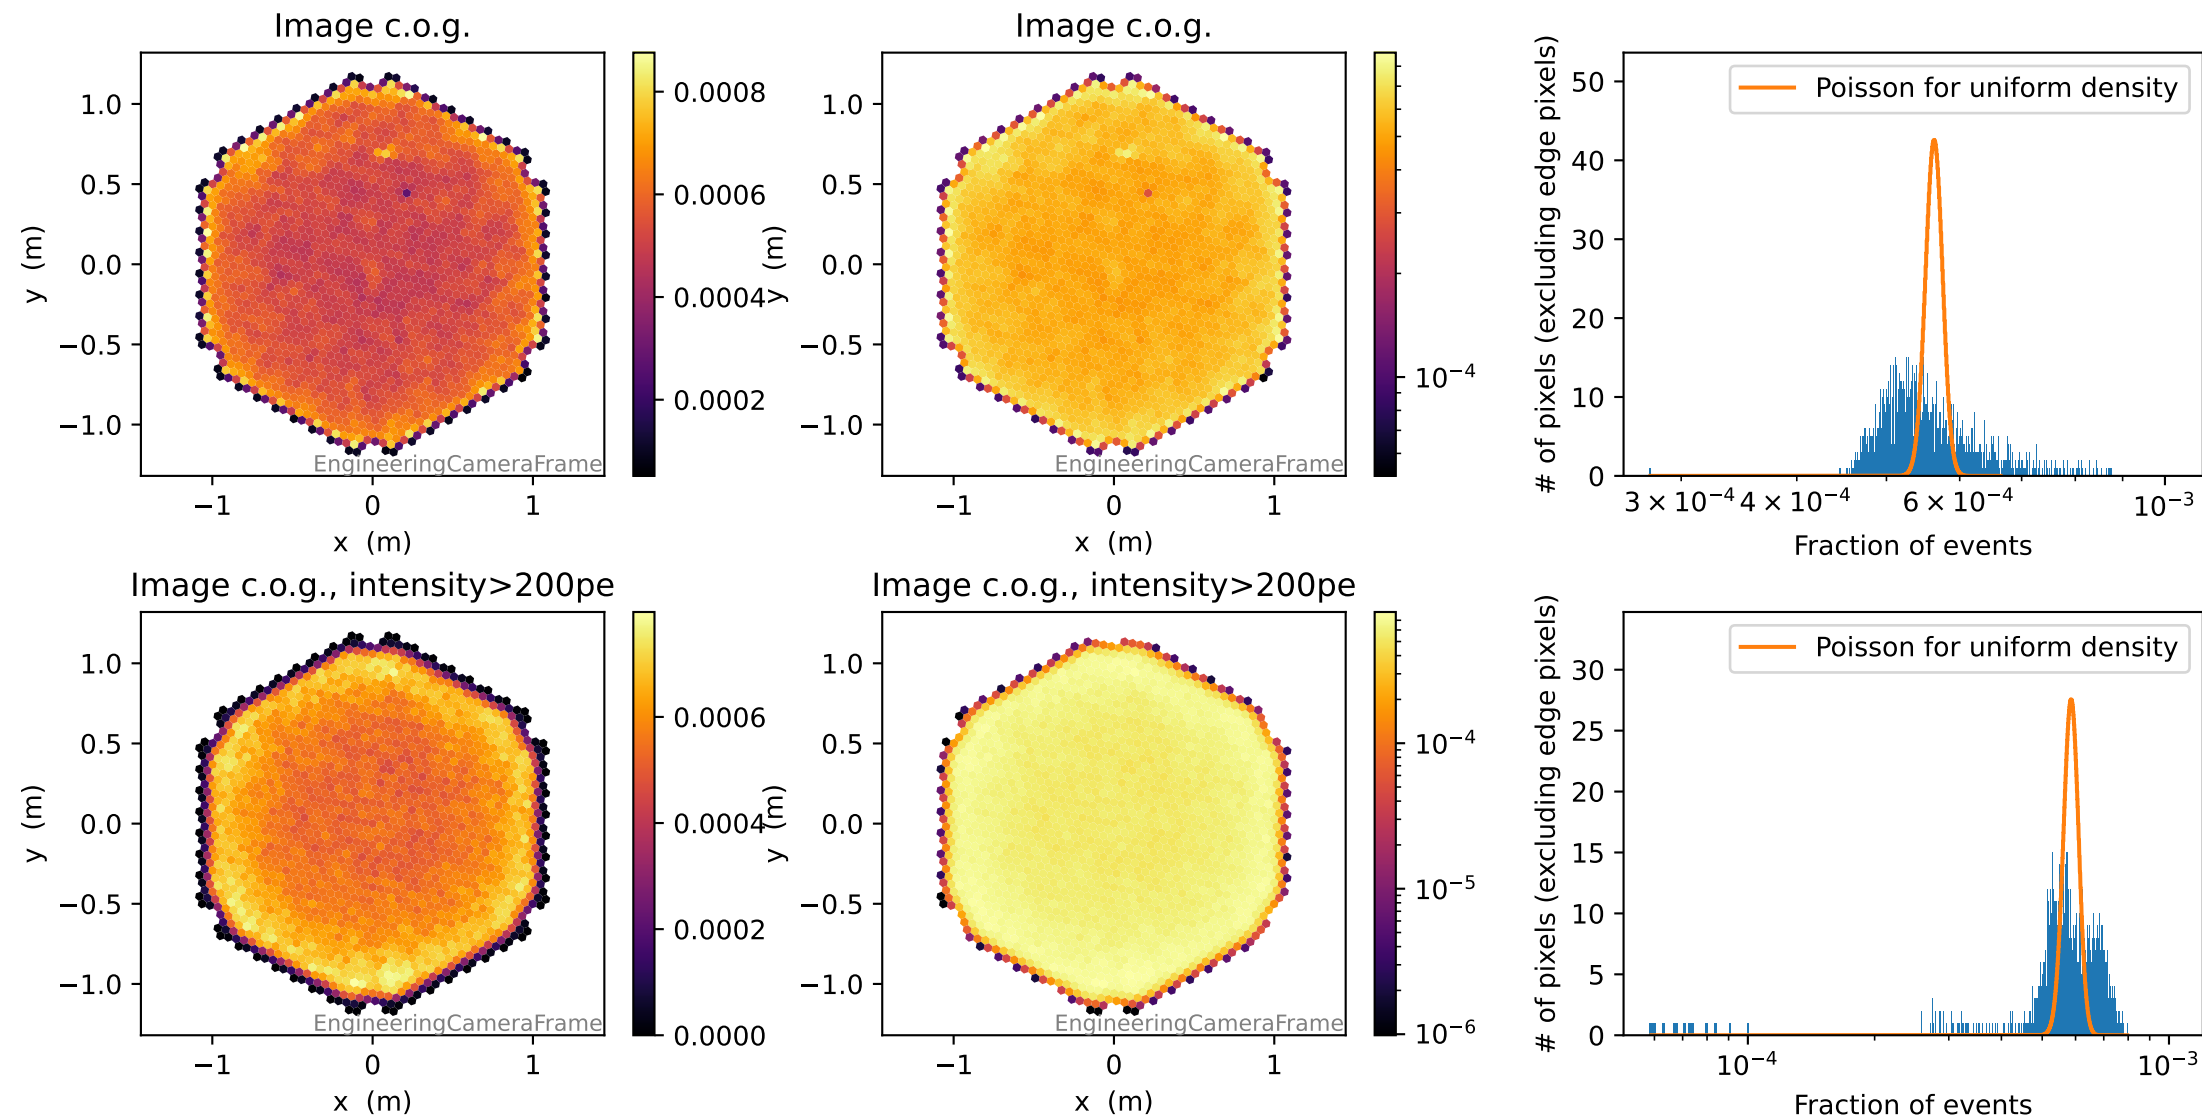 Image c.o.g.
1.0
0.5
0.0
−0.5
−1.0
y (m)
−1
0
1
x (m)
EngineeringCameraFrame
0.0008
0.0006
0.0004
0.0002
Image c.o.g.
1.0
0.5
0.0
−0.5
−1.0
y (m)
−1
0
1
x (m)
EngineeringCameraFrame
10⁻⁴
# of pixels (excluding edge pixels)
50
40
30
20
10
0
Poisson for uniform density
3 × 10⁻⁴ 4 × 10⁻⁴ 6 × 10⁻⁴ 10⁻³
Fraction of events
Image c.o.g., intensity>200pe
1.0
0.5
0.0
−0.5
−1.0
y (m)
−1
0
1
x (m)
EngineeringCameraFrame
0.0006
0.0004
0.0002
0.0000
Image c.o.g., intensity>200pe
1.0
0.5
0.0
−0.5
−1.0
y (m)
−1
0
1
x (m)
EngineeringCameraFrame
10⁻⁴
10⁻⁵
10⁻⁶
# of pixels (excluding edge pixels)
30
25
20
15
10
5
0
Poisson for uniform density
10⁻⁴ 10⁻³
Fraction of events